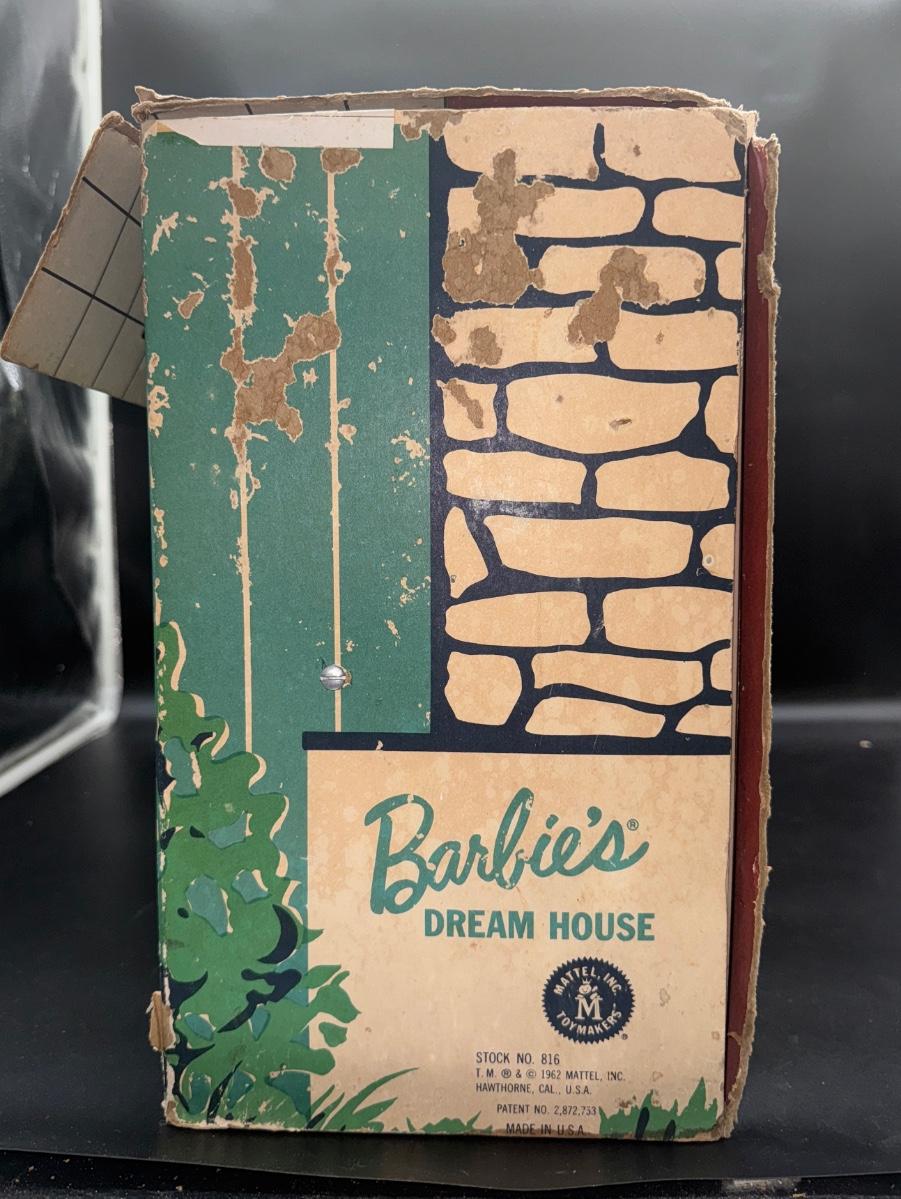 Barbie's®
DREAM HOUSE
MATTEL, INC.
M
TOYMAKERS
®
STOCK NO. 816
T.M. ® & © 1962 MATTEL, INC.
HAWTHORNE, CAL., U.S.A.
PATENT NO. 2,872,753
MADE IN U.S.A.